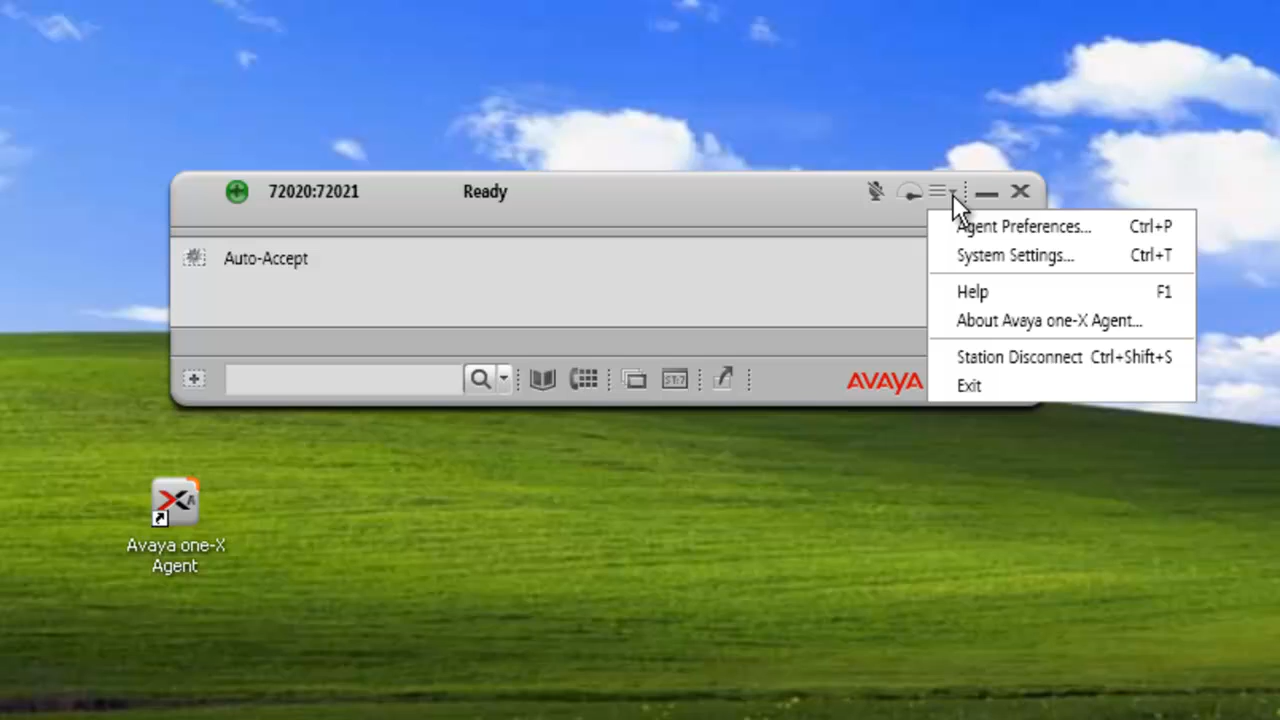 72020:72021 Ready
Agent Preferences... Ctrl+P
System Settings... Ctrl+T
Auto-Accept
Help F1
About Avaya one-X Agent...
Station Disconnect Ctrl+Shift+S
Exit
ST:?
AVAYA
Avaya one-X
Agent